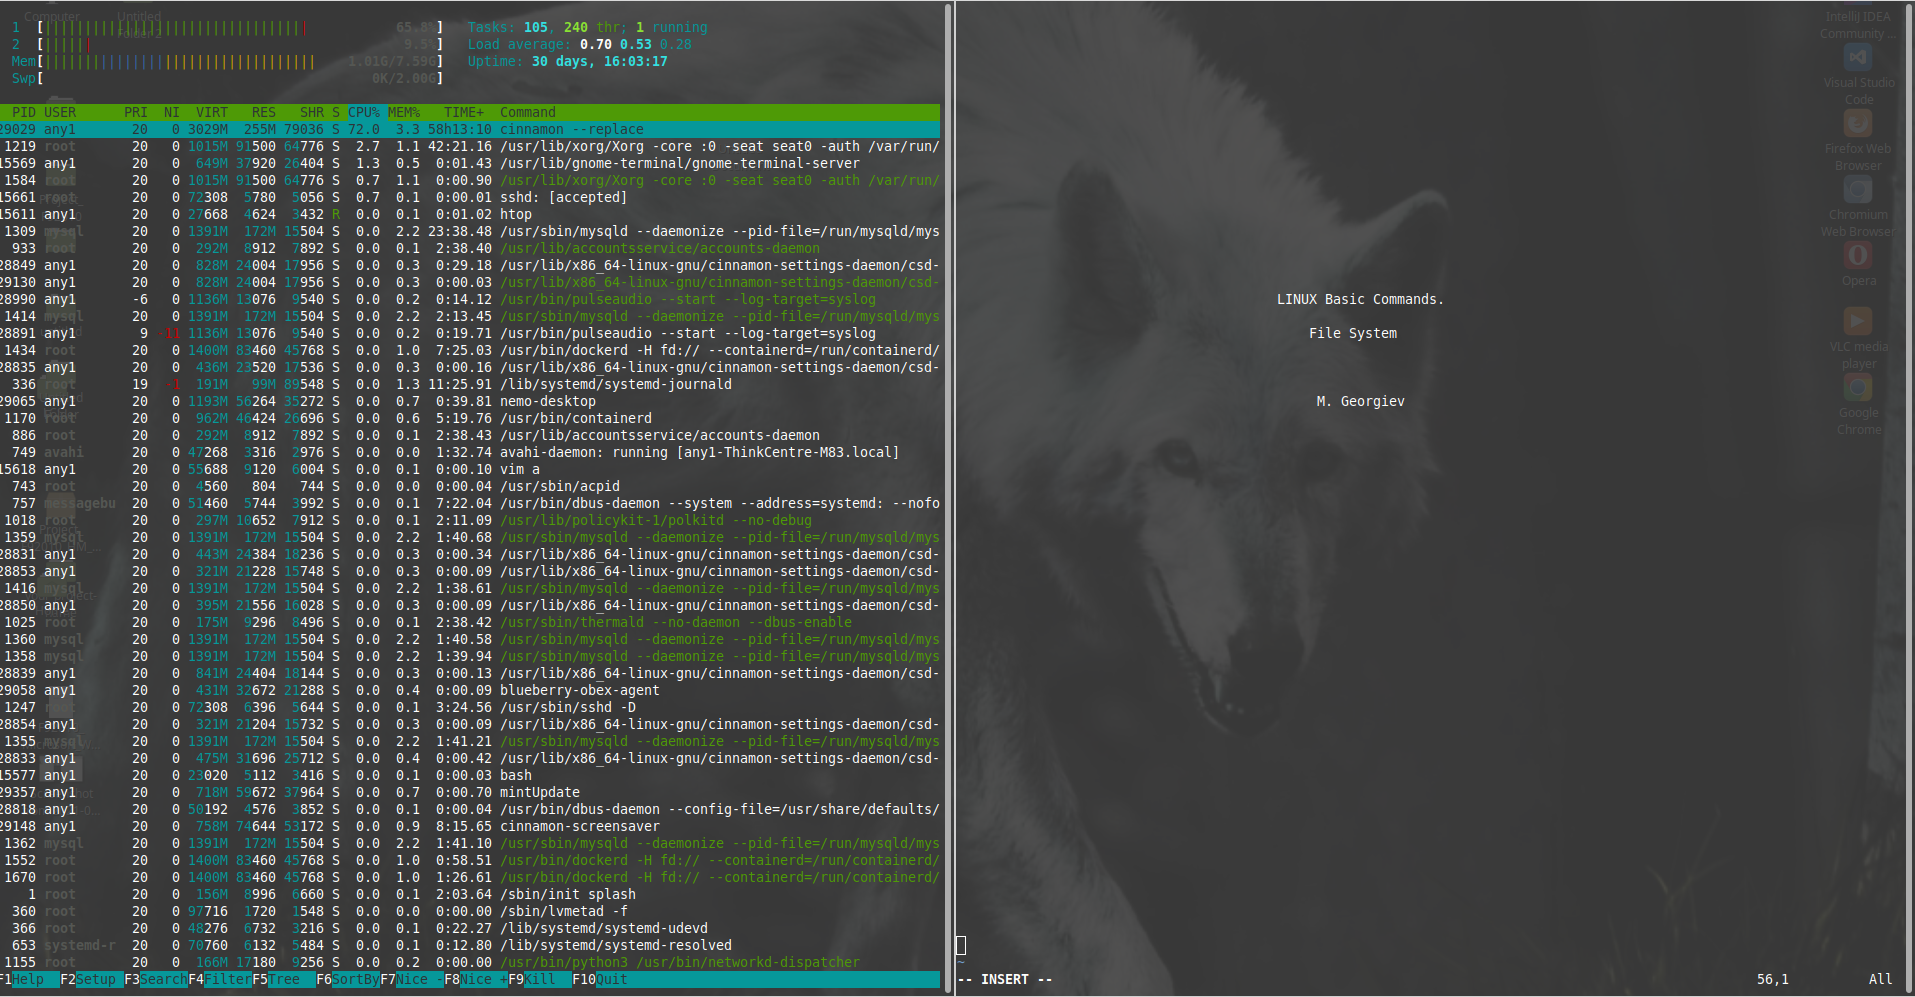 1 [ 65.8%] Tasks: 105, 240 thr; 1 running
2 [ 9.5%] Load average: 0.70 0.53 0.28
Mem[ 1.01G/7.59G] Uptime: 30 days, 16:03:17
Swp[ 0K/2.00G]
PID USER PRI NI VIRT RES SHR S CPU% MEM% TIME+ Command
29029 any1 20 0 3029M 255M 79036 S 72.0 3.3 58h13:10 cinnamon --replace
1219 root 20 0 1015M 91500 64776 S 2.7 1.1 42:21.16 /usr/lib/xorg/Xorg -core :0 -seat seat0 -auth /var/run/
15569 any1 20 0 649M 37920 26404 S 1.3 0.5 0:01.43 /usr/lib/gnome-terminal/gnome-terminal-server
1584 root 20 0 1015M 91500 64776 S 0.7 1.1 0:00.90 /usr/lib/xorg/Xorg -core :0 -seat seat0 -auth /var/run/
15661 root 20 0 72308 5780 5056 S 0.7 0.1 0:00.01 sshd: [accepted]
15611 any1 20 0 27668 4624 3432 R 0.0 0.1 0:01.02 htop
1309 mysql 20 0 1391M 172M 15504 S 0.0 2.2 23:38.48 /usr/sbin/mysqld --daemonize --pid-file=/run/mysqld/mys
933 root 20 0 292M 8912 7892 S 0.0 0.1 2:38.40 /usr/lib/accountsservice/accounts-daemon
28849 any1 20 0 828M 24004 17956 S 0.0 0.3 0:29.18 /usr/lib/x86_64-linux-gnu/cinnamon-settings-daemon/csd-
29130 any1 20 0 828M 24004 17956 S 0.0 0.3 0:00.03 /usr/lib/x86_64-linux-gnu/cinnamon-settings-daemon/csd-
28990 any1 -6 0 1136M 13076 9540 S 0.0 0.2 0:14.12 /usr/bin/pulseaudio --start --log-target=syslog
1414 mysql 20 0 1391M 172M 15504 S 0.0 2.2 2:13.45 /usr/sbin/mysqld --daemonize --pid-file=/run/mysqld/mys
28891 any1 9 -11 1136M 13076 9540 S 0.0 0.2 0:19.71 /usr/bin/pulseaudio --start --log-target=syslog
1434 root 20 0 1400M 83460 45768 S 0.0 1.0 7:25.03 /usr/bin/dockerd -H fd:// --containerd=/run/containerd/
28835 any1 20 0 436M 23520 17536 S 0.0 0.3 0:00.16 /usr/lib/x86_64-linux-gnu/cinnamon-settings-daemon/csd-
336 root 19 -1 191M 99M 89548 S 0.0 1.3 11:25.91 /lib/systemd/systemd-journald
29065 any1 20 0 1193M 56264 35272 S 0.0 0.7 0:39.81 nemo-desktop
1170 root 20 0 962M 46424 26696 S 0.0 0.6 5:19.76 /usr/bin/containerd
886 root 20 0 292M 8912 7892 S 0.0 0.1 2:38.43 /usr/lib/accountsservice/accounts-daemon
749 avahi 20 0 47268 3316 2976 S 0.0 0.0 1:32.74 avahi-daemon: running [any1-ThinkCentre-M83.local]
15618 any1 20 0 55688 9120 6004 S 0.0 0.1 0:00.10 vim a
743 root 20 0 4560 804 744 S 0.0 0.0 0:00.04 /usr/sbin/acpid
757 messagebu 20 0 51460 5744 3992 S 0.0 0.1 7:22.04 /usr/bin/dbus-daemon --system --address=systemd: --nofo
1018 root 20 0 297M 10652 7912 S 0.0 0.1 2:11.09 /usr/lib/policykit-1/polkitd --no-debug
1359 mysql 20 0 1391M 172M 15504 S 0.0 2.2 1:40.68 /usr/sbin/mysqld --daemonize --pid-file=/run/mysqld/mys
28831 any1 20 0 443M 24384 18236 S 0.0 0.3 0:00.34 /usr/lib/x86_64-linux-gnu/cinnamon-settings-daemon/csd-
28853 any1 20 0 321M 21228 15748 S 0.0 0.3 0:00.09 /usr/lib/x86_64-linux-gnu/cinnamon-settings-daemon/csd-
1416 mysql 20 0 1391M 172M 15504 S 0.0 2.2 1:38.61 /usr/sbin/mysqld --daemonize --pid-file=/run/mysqld/mys
28850 any1 20 0 395M 21556 16028 S 0.0 0.3 0:00.09 /usr/lib/x86_64-linux-gnu/cinnamon-settings-daemon/csd-
1025 root 20 0 175M 9296 8496 S 0.0 0.1 2:38.42 /usr/sbin/thermald --no-daemon --dbus-enable
1360 mysql 20 0 1391M 172M 15504 S 0.0 2.2 1:40.58 /usr/sbin/mysqld --daemonize --pid-file=/run/mysqld/mys
1358 mysql 20 0 1391M 172M 15504 S 0.0 2.2 1:39.94 /usr/sbin/mysqld --daemonize --pid-file=/run/mysqld/mys
28839 any1 20 0 841M 24404 18144 S 0.0 0.3 0:00.13 /usr/lib/x86_64-linux-gnu/cinnamon-settings-daemon/csd-
29058 any1 20 0 431M 32672 21288 S 0.0 0.4 0:00.09 blueberry-obex-agent
1247 root 20 0 72308 6396 5644 S 0.0 0.1 3:24.56 /usr/sbin/sshd -D
28854 any1 20 0 321M 21204 15732 S 0.0 0.3 0:00.09 /usr/lib/x86_64-linux-gnu/cinnamon-settings-daemon/csd-
1355 mysql 20 0 1391M 172M 15504 S 0.0 2.2 1:41.21 /usr/sbin/mysqld --daemonize --pid-file=/run/mysqld/mys
28833 any1 20 0 475M 31696 25712 S 0.0 0.4 0:00.42 /usr/lib/x86_64-linux-gnu/cinnamon-settings-daemon/csd-
15577 any1 20 0 23020 5112 3416 S 0.0 0.1 0:00.03 bash
29357 any1 20 0 718M 59672 37964 S 0.0 0.7 0:00.70 mintUpdate
28818 any1 20 0 50192 4576 3852 S 0.0 0.1 0:00.04 /usr/bin/dbus-daemon --config-file=/usr/share/defaults/
29148 any1 20 0 758M 74644 53172 S 0.0 0.9 8:15.65 cinnamon-screensaver
1362 mysql 20 0 1391M 172M 15504 S 0.0 2.2 1:41.10 /usr/sbin/mysqld --daemonize --pid-file=/run/mysqld/mys
1552 root 20 0 1400M 83460 45768 S 0.0 1.0 0:58.51 /usr/bin/dockerd -H fd:// --containerd=/run/containerd/
1670 root 20 0 1400M 83460 45768 S 0.0 1.0 1:26.61 /usr/bin/dockerd -H fd:// --containerd=/run/containerd/
1 root 20 0 156M 8996 6660 S 0.0 0.1 2:03.64 /sbin/init splash
360 root 20 0 97716 1720 1548 S 0.0 0.0 0:00.00 /sbin/lvmetad -f
366 root 20 0 48276 6732 3216 S 0.0 0.1 0:22.27 /lib/systemd/systemd-udevd
653 systemd-r 20 0 70760 6132 5484 S 0.0 0.1 0:12.80 /lib/systemd/systemd-resolved
1155 root 20 0 166M 17180 9256 S 0.0 0.2 0:00.00 /usr/bin/python3 /usr/bin/networkd-dispatcher
F1Help F2Setup F3SearchF4FilterF5Tree F6SortByF7Nice -F8Nice +F9Kill F10Quit
LINUX Basic Commands.
File System
M. Georgiev
~
-- INSERT -- 56,1 All
Computer
Untitled
Folder 2
IntelliJ IDEA
Community ...
Visual Studio
Code
Firefox Web
Browser
Chromium
Web Browser
Opera
VLC media
player
Google
Chrome